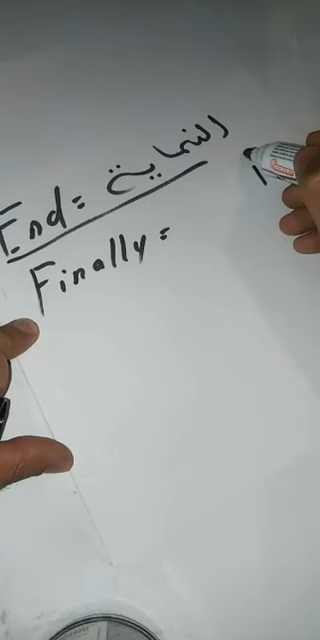 End = النهاية
Finally =
ا